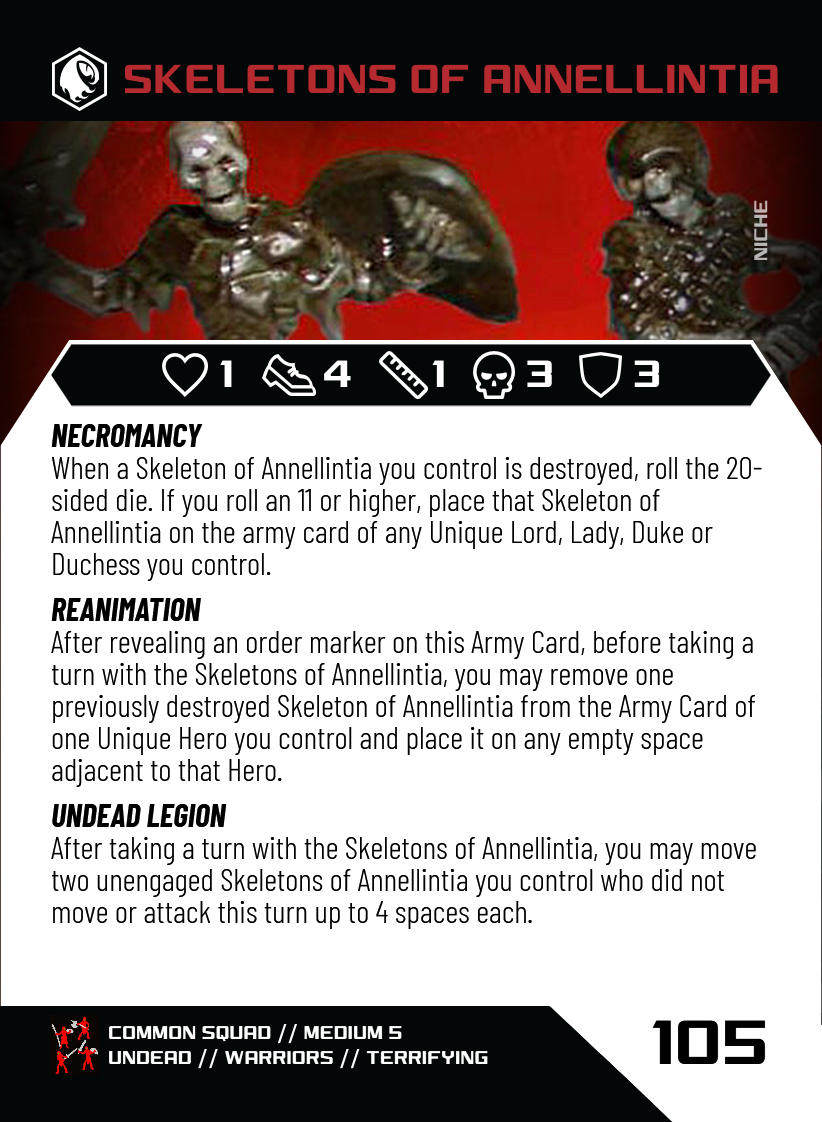 SKELETONS OF ANNELLINTIA
NICHE
1 4 1 3 3
NECROMANCY
When a Skeleton of Annellintia you control is destroyed, roll the 20-
sided die. If you roll an 11 or higher, place that Skeleton of
Annellintia on the army card of any Unique Lord, Lady, Duke or
Duchess you control.
REANIMATION
After revealing an order marker on this Army Card, before taking a
turn with the Skeletons of Annellintia, you may remove one
previously destroyed Skeleton of Annellintia from the Army Card of
one Unique Hero you control and place it on any empty space
adjacent to that Hero.
UNDEAD LEGION
After taking a turn with the Skeletons of Annellintia, you may move
two unengaged Skeletons of Annellintia you control who did not
move or attack this turn up to 4 spaces each.
COMMON SQUAD // MEDIUM 5
UNDEAD // WARRIORS // TERRIFYING
105